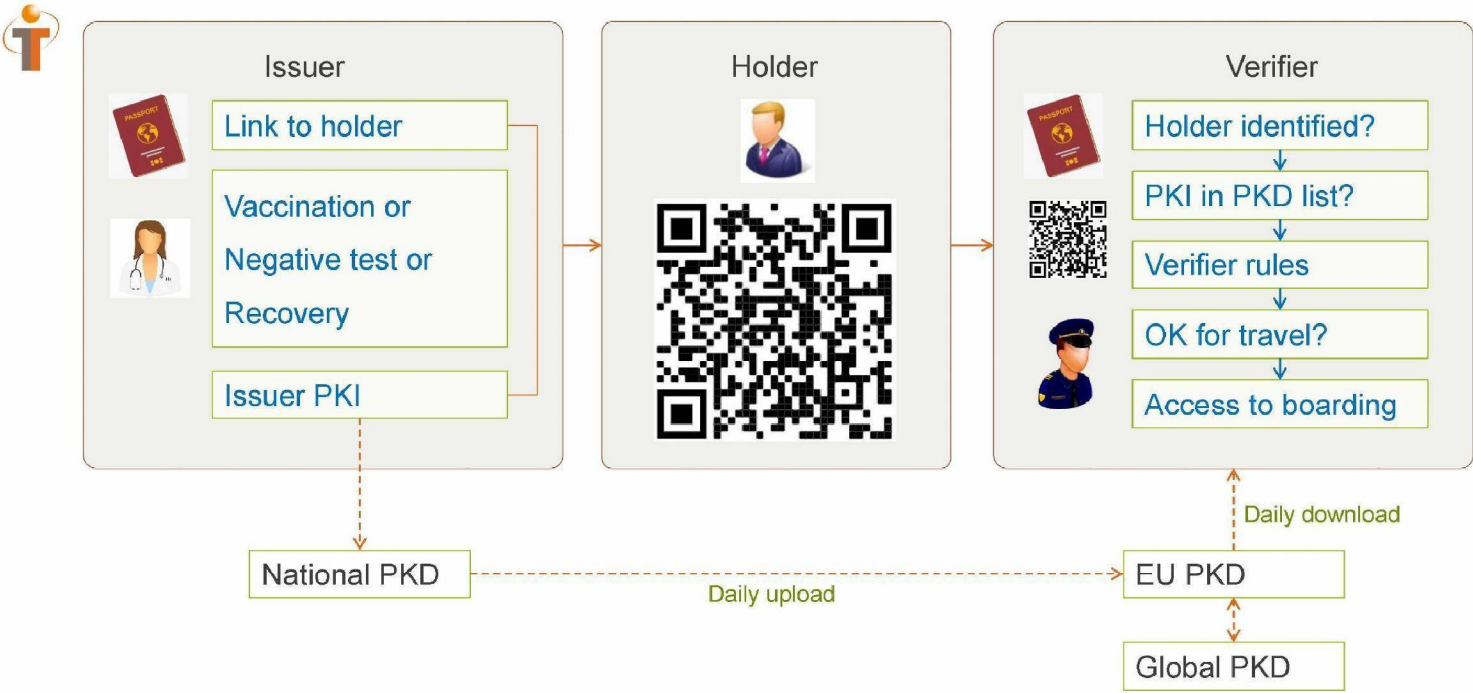 Issuer
PASSPORT
Link to holder
Vaccination or
Negative test or
Recovery
Issuer PKI
Holder
Verifier
PASSPORT
Holder identified?
PKI in PKD list?
Verifier rules
OK for travel?
Access to boarding
Daily download
National PKD
Daily upload
EU PKD
Global PKD